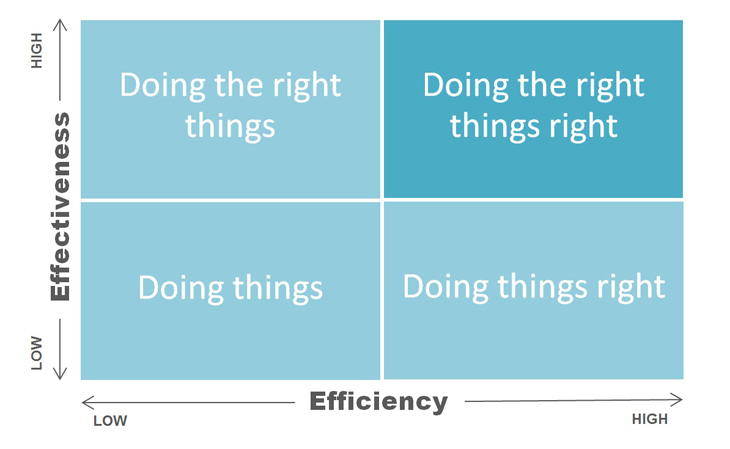 HIGH
Doing the right
things
Doing the right
things right
Effectiveness
Doing things
Doing things right
LOW
Efficiency
LOW
HIGH